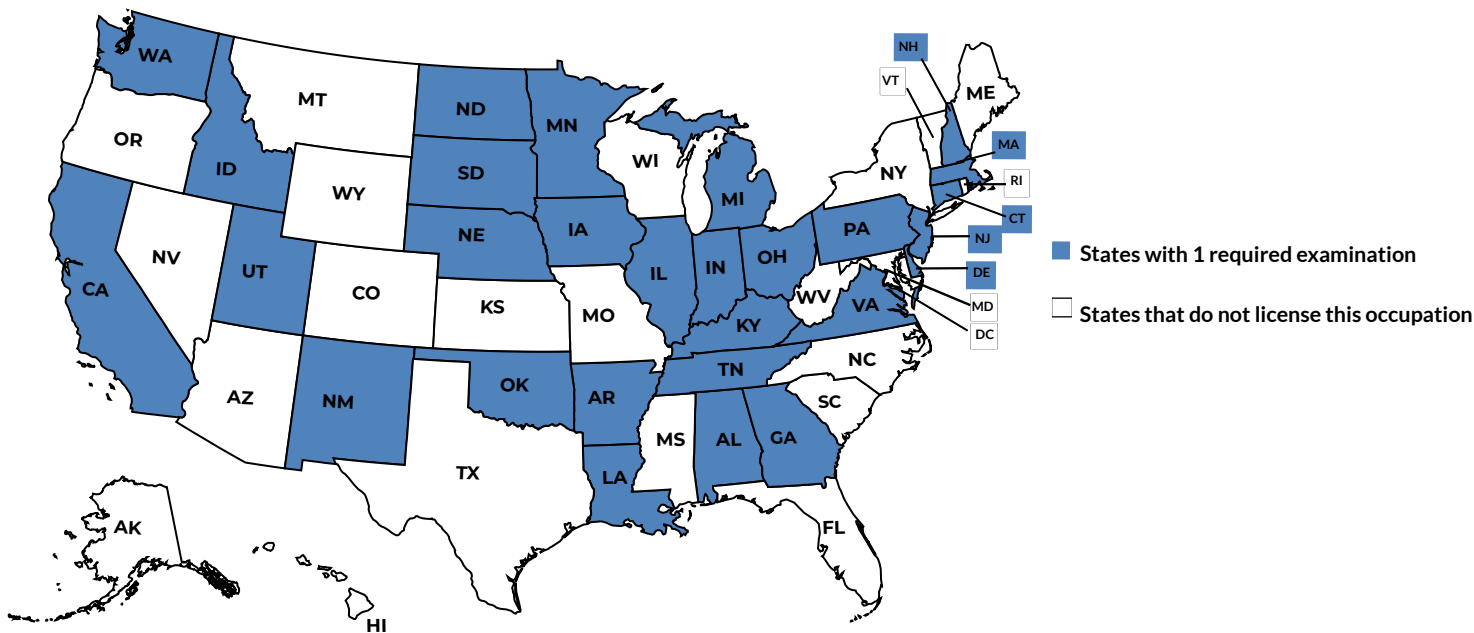 WA
MT
ND
MN
OR
ID
SD
WI
MI
NY
VT
NH
ME
MA
RI
CT
NJ
DE
MD
DC
WY
NE
IA
PA
NV
UT
CO
KS
MO
IL
IN
OH
WV
VA
KY
CA
AZ
NM
OK
AR
TN
NC
SC
TX
LA
MS
AL
GA
FL
AK
HI
States with 1 required examination
States that do not license this occupation